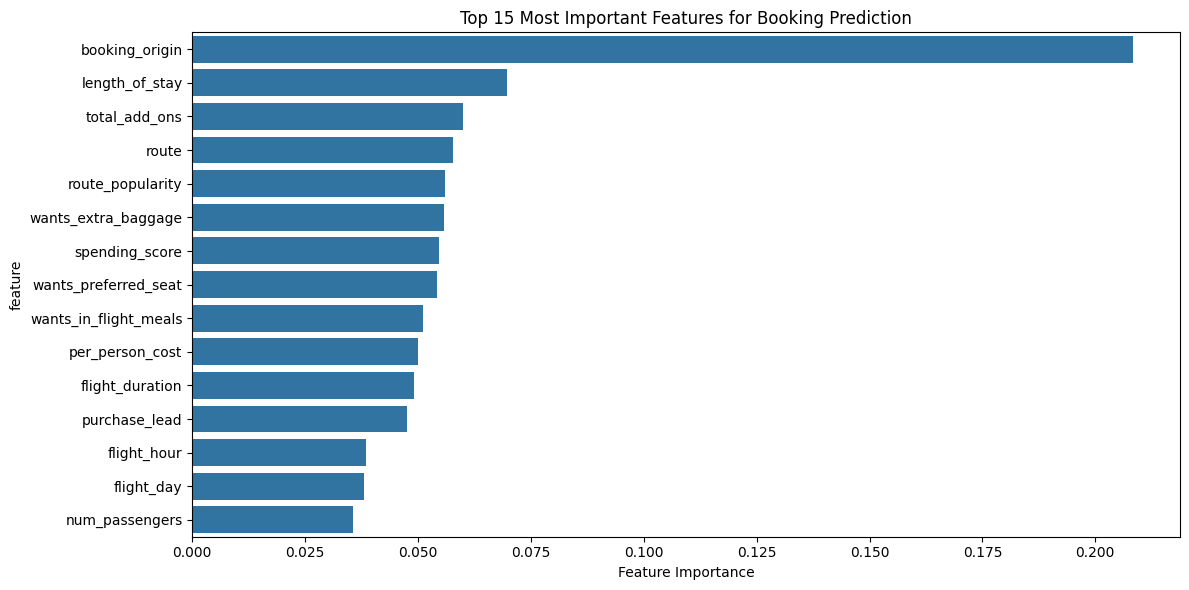 Top 15 Most Important Features for Booking Prediction
feature
booking_origin
length_of_stay
total_add_ons
route
route_popularity
wants_extra_baggage
spending_score
wants_preferred_seat
wants_in_flight_meals
per_person_cost
flight_duration
purchase_lead
flight_hour
flight_day
num_passengers
0.000 0.025 0.050 0.075 0.100 0.125 0.150 0.175 0.200
Feature Importance